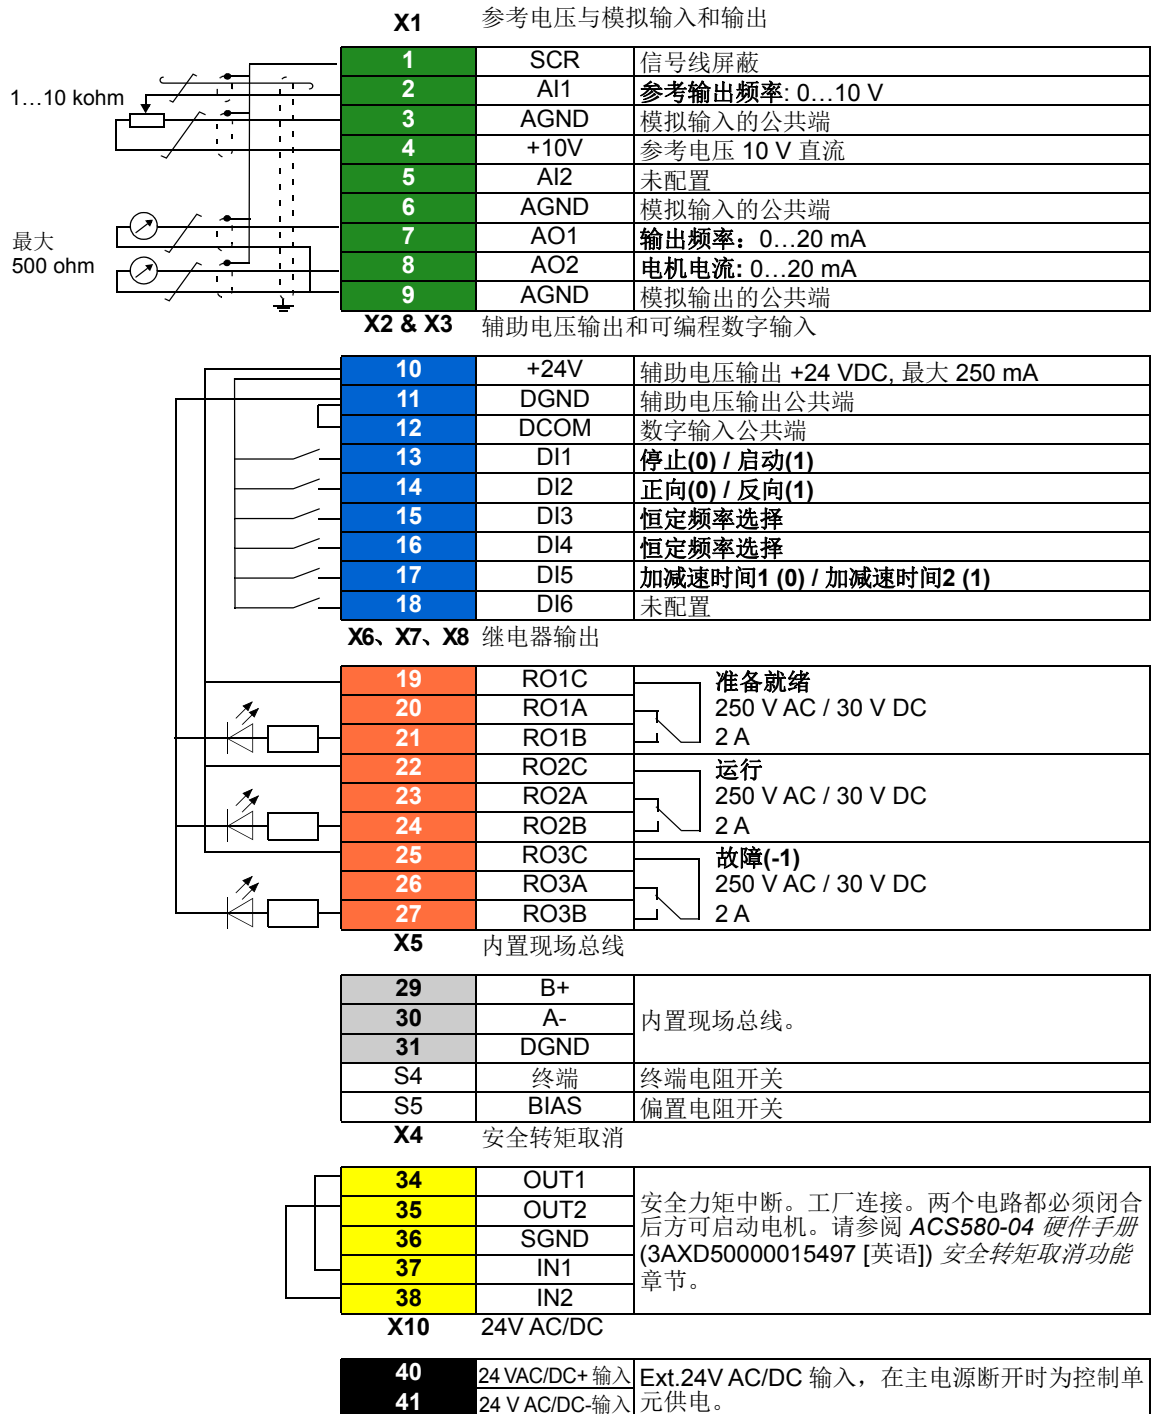 X1 参考电压与模拟输入和输出
1 SCR 信号线屏蔽
1…10 kohm
2 AI1 参考输出频率: 0…10 V
3 AGND 模拟输入的公共端
4 +10V 参考电压 10 V 直流
5 AI2 未配置
6 AGND 模拟输入的公共端
最大
500 ohm
7 AO1 输出频率：0…20 mA
8 AO2 电机电流: 0…20 mA
9 AGND 模拟输出的公共端
X2 & X3 辅助电压输出和可编程数字输入
10 +24V 辅助电压输出 +24 VDC, 最大 250 mA
11 DGND 辅助电压输出公共端
12 DCOM 数字输入公共端
13 DI1 停止(0) / 启动(1)
14 DI2 正向(0) / 反向(1)
15 DI3 恒定频率选择
16 DI4 恒定频率选择
17 DI5 加减速时间1 (0) / 加减速时间2 (1)
18 DI6 未配置
X6、X7、X8 继电器输出
19 RO1C 准备就绪
20 RO1A 250 V AC / 30 V DC
21 RO1B 2 A
22 RO2C 运行
23 RO2A 250 V AC / 30 V DC
24 RO2B 2 A
25 RO3C 故障(-1)
26 RO3A 250 V AC / 30 V DC
27 RO3B 2 A
X5 内置现场总线
29 B+
30 A- 内置现场总线。
31 DGND
S4 终端 终端电阻开关
S5 BIAS 偏置电阻开关
X4 安全转矩取消
34 OUT1
35 OUT2
36 SGND
37 IN1
38 IN2
安全力矩中断。工厂连接。两个电路都必须闭合
后方可启动电机。请参阅 ACS580-04 硬件手册
(3AXD50000015497 [英语]) 安全转矩取消功能
章节。
X10 24V AC/DC
40 24 VAC/DC+ 输入
41 24 V AC/DC-输入
Ext.24V AC/DC 输入，在主电源断开时为控制单
元供电。